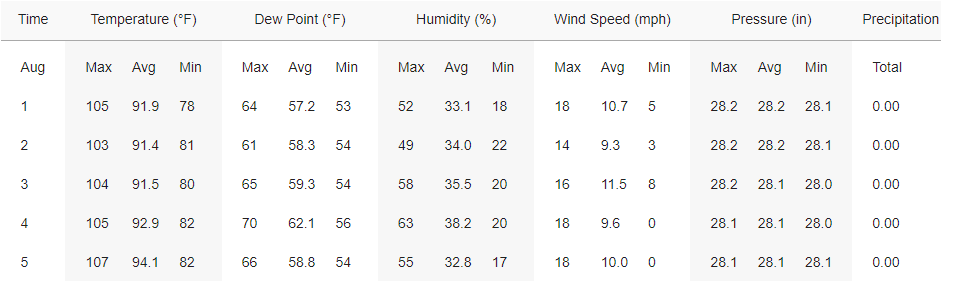 Time Temperature (°F) Dew Point (°F) Humidity (%) Wind Speed (mph) Pressure (in) Precipitation
Aug Max Avg Min Max Avg Min Max Avg Min Max Avg Min Max Avg Min Total
1 105 91.9 78 64 57.2 53 52 33.1 18 18 10.7 5 28.2 28.2 28.1 0.00
2 103 91.4 81 61 58.3 54 49 34.0 22 14 9.3 3 28.2 28.2 28.1 0.00
3 104 91.5 80 65 59.3 54 58 35.5 20 16 11.5 8 28.2 28.1 28.0 0.00
4 105 92.9 82 70 62.1 56 63 38.2 20 18 9.6 0 28.1 28.1 28.0 0.00
5 107 94.1 82 66 58.8 54 55 32.8 17 18 10.0 0 28.1 28.1 28.1 0.00